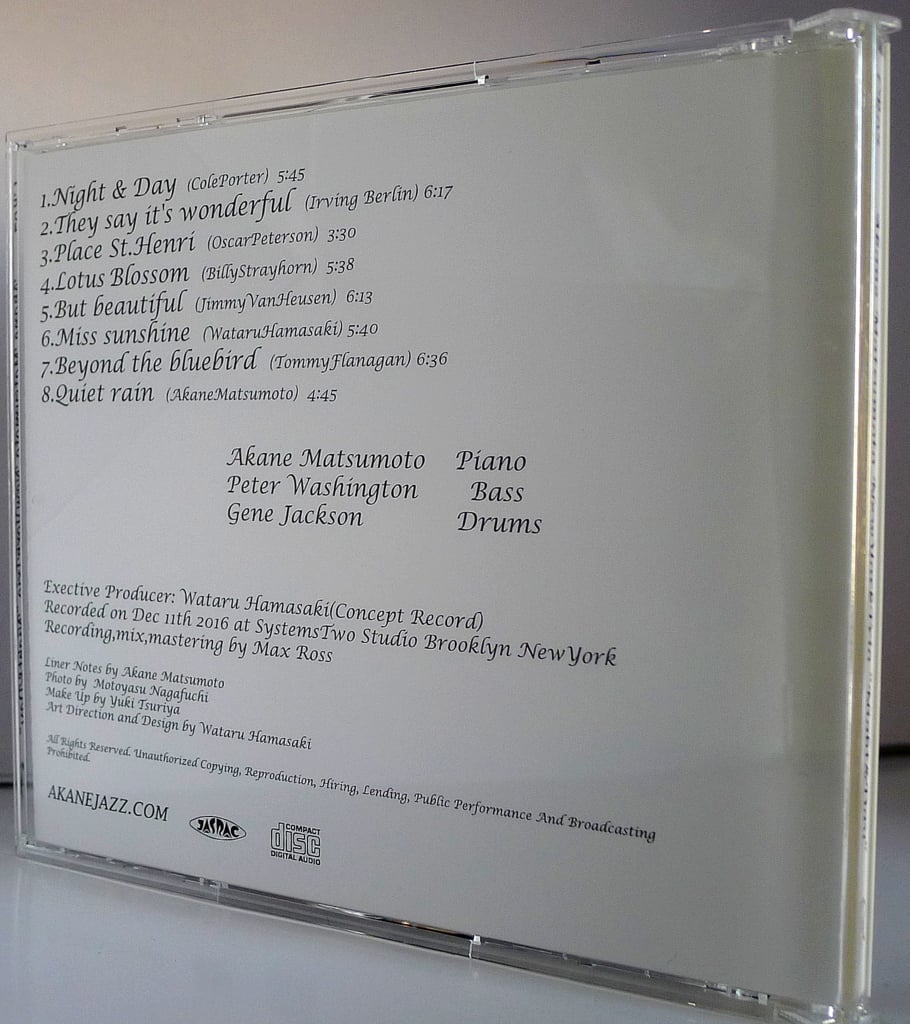 1.Night & Day (ColePorter) 5:45
2.They say it's wonderful (Irving Berlin) 6:17
3.Place St.Henri (OscarPeterson) 3:30
4.Lotus Blossom (BillyStrayhorn) 5:38
5.But beautiful (JimmyVanHeusen) 6:13
6.Miss sunshine (WataruHamasaki) 5:40
7.Beyond the bluebird (TommyFlanagan) 6:36
8.Quiet rain (AkaneMatsumoto) 4:45
Akane Matsumoto Piano
Peter Washington Bass
Gene Jackson Drums
Exective Producer: Wataru Hamasaki(Concept Record)
Recorded on Dec 11th 2016 at SystemsTwo Studio Brooklyn NewYork
Recording,mix,mastering by Max Ross
Liner Notes by Akane Matsumoto
Photo by Motoyasu Nagafuchi
Make Up by Yuki Tsuriya
Art Direction and Design by Wataru Hamasaki
All Rights Reserved. Unauthorized Copying, Reproduction, Hiring, Lending, Public Performance And Broadcasting
Prohibited.
AKANEJAZZ.COM
JASRAC
COMPACT
disc
DIGITAL AUDIO